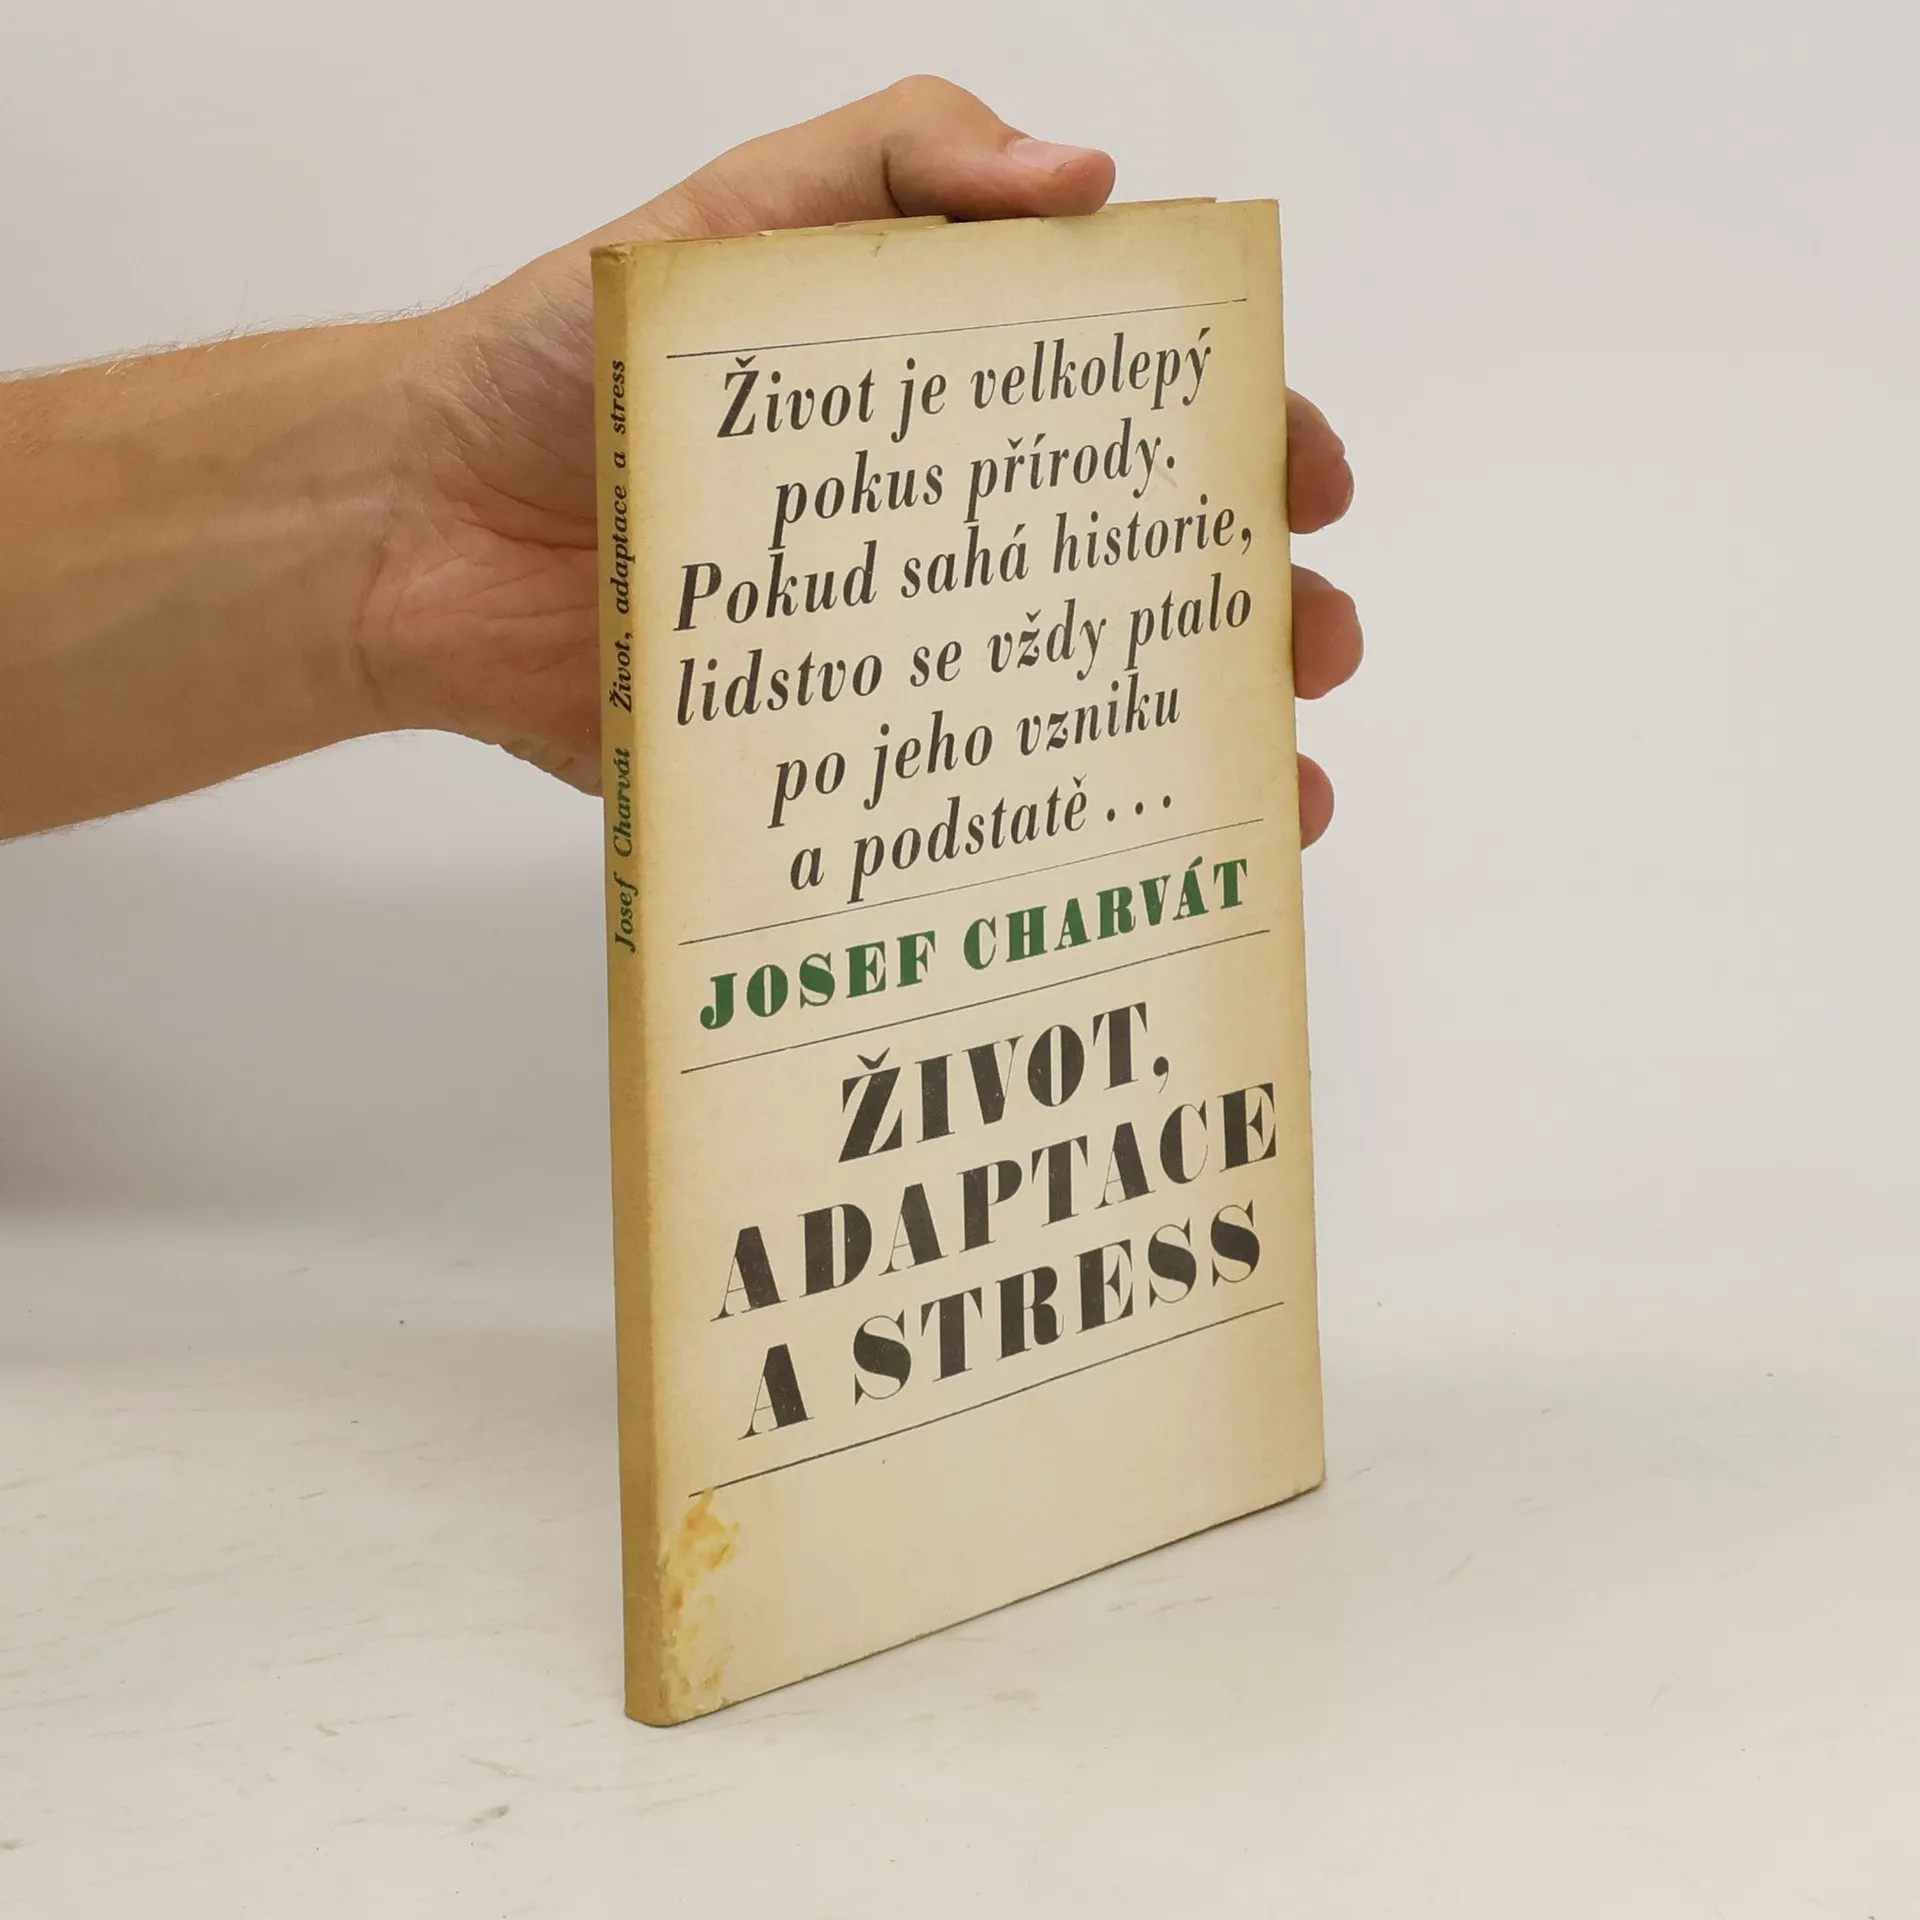 Život je velkolepý
pokus přírody.
Pokud sahá historie,
lidstvo se vždy ptalo
po jeho vzniku
a podstatě...
JOSEF CHARVÁT
ŽIVOT,
ADAPTACE
A STRESS
Josef Charvát Život, adaptace a stress